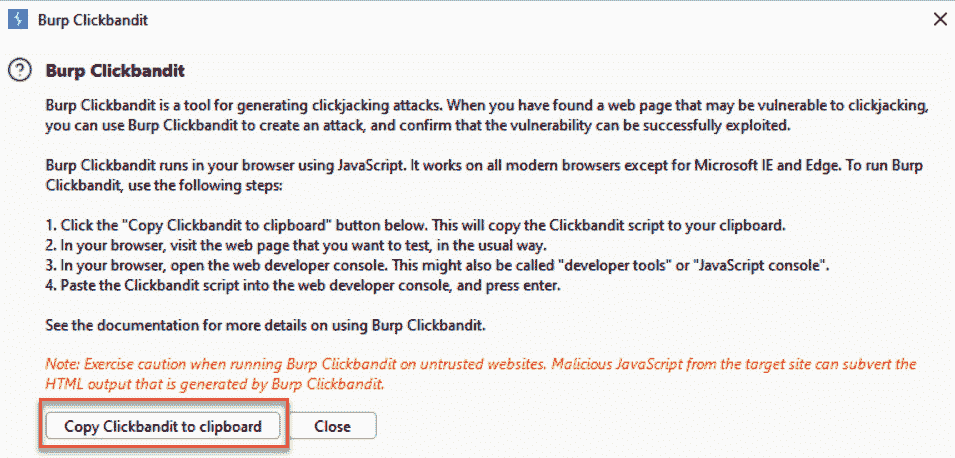 Burp Clickbandit
Burp Clickbandit
Burp Clickbandit is a tool for generating clickjacking attacks. When you have found a web page that may be vulnerable to clickjacking,
you can use Burp Clickbandit to create an attack, and confirm that the vulnerability can be successfully exploited.
Burp Clickbandit runs in your browser using JavaScript. It works on all modern browsers except for Microsoft IE and Edge. To run Burp
Clickbandit, use the following steps:
1. Click the "Copy Clickbandit to clipboard" button below. This will copy the Clickbandit script to your clipboard.
2. In your browser, visit the web page that you want to test, in the usual way.
3. In your browser, open the web developer console. This might also be called "developer tools" or "JavaScript console".
4. Paste the Clickbandit script into the web developer console, and press enter.
See the documentation for more details on using Burp Clickbandit.
Note: Exercise caution when running Burp Clickbandit on untrusted websites. Malicious JavaScript from the target site can subvert the
HTML output that is generated by Burp Clickbandit.
Copy Clickbandit to clipboard Close